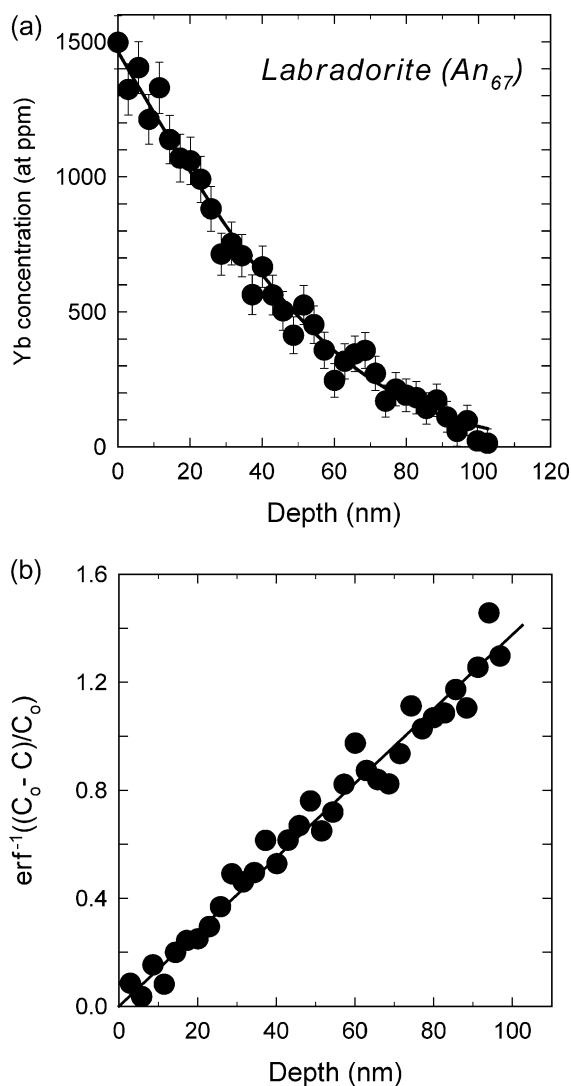 (a)
1500
1000
500
0
Yb concentration (at ppm)
Labradorite (An67)
0 20 40 60 80 100 120
Depth (nm)
(b)
1.6
1.2
0.8
0.4
0.0
erf⁻¹((Co - C)/Co)
0 20 40 60 80 100
Depth (nm)